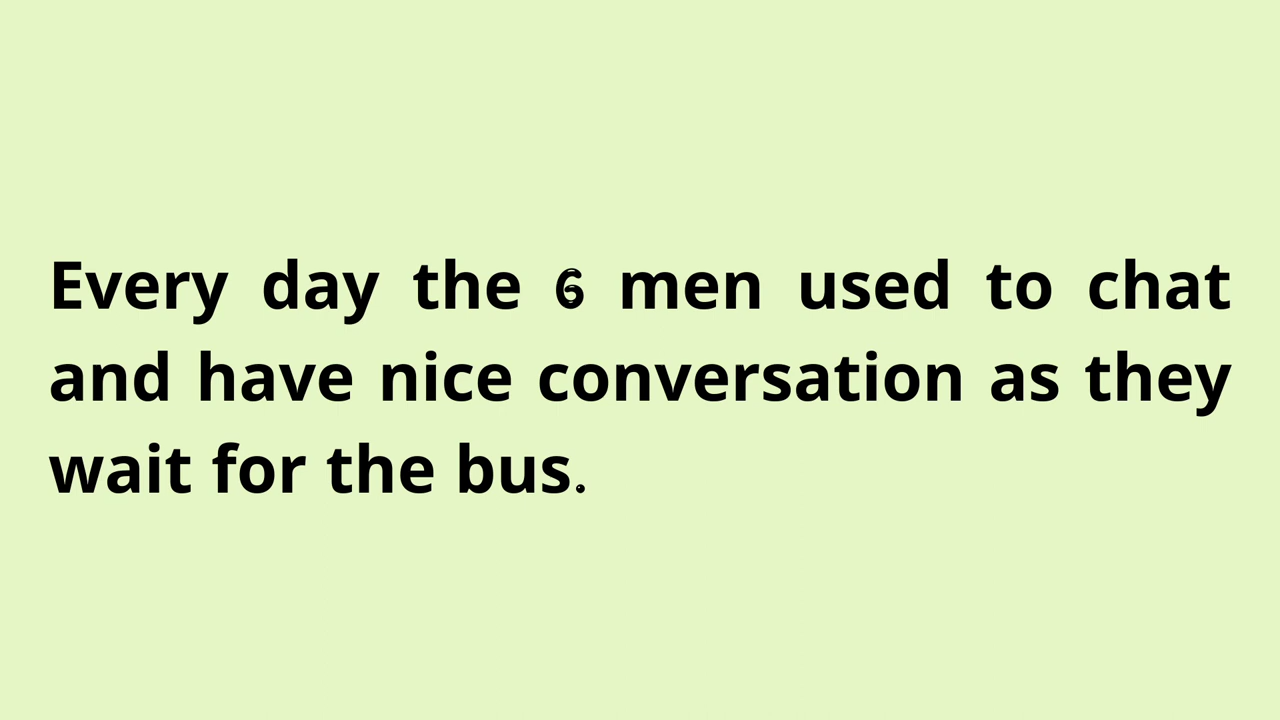 Every day the 6 men used to chat
and have nice conversation as they
wait for the bus.